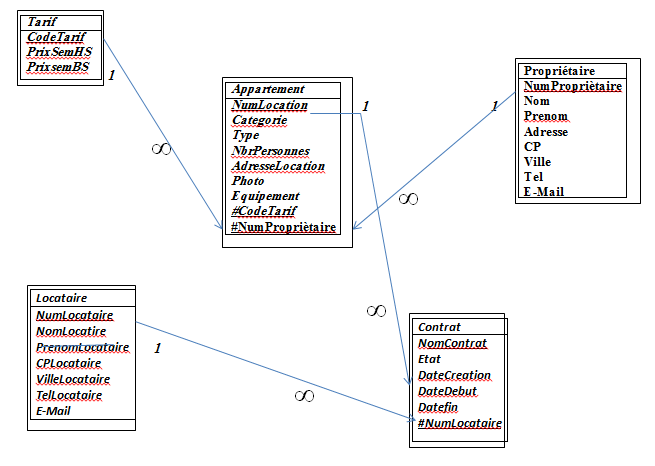 Tarif
CodeTarif
PrixSemHS
PrixsemBS
1
∞
Appartement
NumLocation
Categorie
Type
NbrPersonnes
AdresseLocation
Photo
Equipement
#CodeTarif
#NumPropriètaire
1
Propriétaire
NumPropriètaire
Nom
Prenom
Adresse
CP
Ville
Tel
E-Mail
1
∞
Locataire
NumLocataire
NomLocatire
PrenomLocataire
CPLocataire
VilleLocataire
TelLocataire
E-Mail
1
∞
∞
Contrat
NomContrat
Etat
DateCreation
DateDebut
Datefin
#NumLocataire